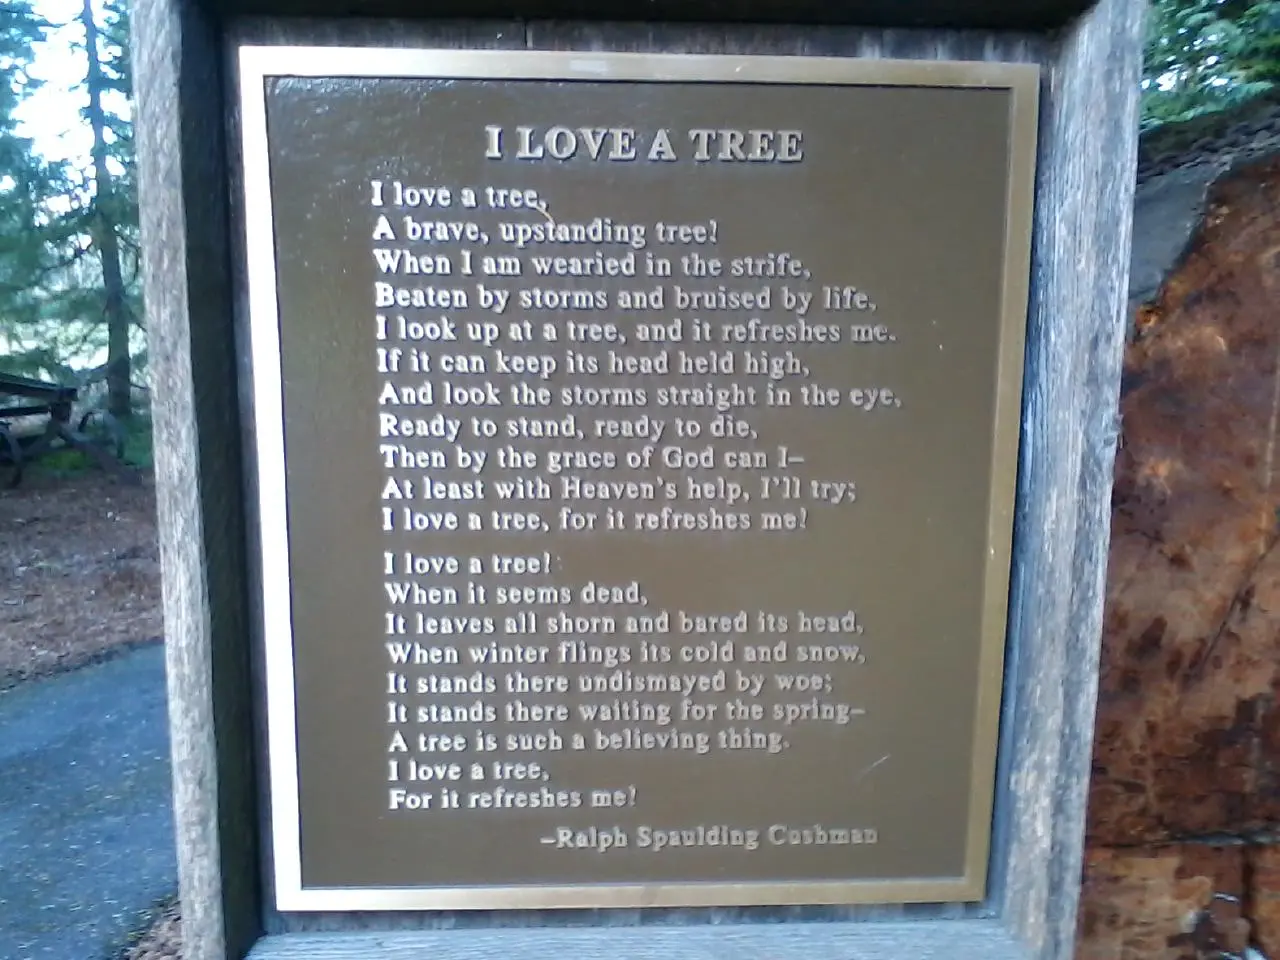 I LOVE A TREE
I love a tree,
A brave, upstanding tree!
When I am wearied in the strife,
Beaten by storms and bruised by life,
I look up at a tree, and it refreshes me.
If it can keep its head held high,
And look the storms straight in the eye,
Ready to stand, ready to die,
Then by the grace of God can I—
At least with Heaven's help, I'll try;
I love a tree, for it refreshes me!
I love a tree!
When it seems dead,
It leaves all shorn and bared its head,
When winter flings its cold and snow,
It stands there undismayed by woe;
It stands there waiting for the spring—
A tree is such a believing thing.
I love a tree,
For it refreshes me!
—Ralph Spaulding Cushman